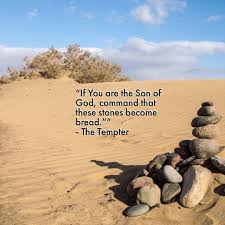 “If You are the Son of
God, command that
these stones become
bread.””
- The Tempter